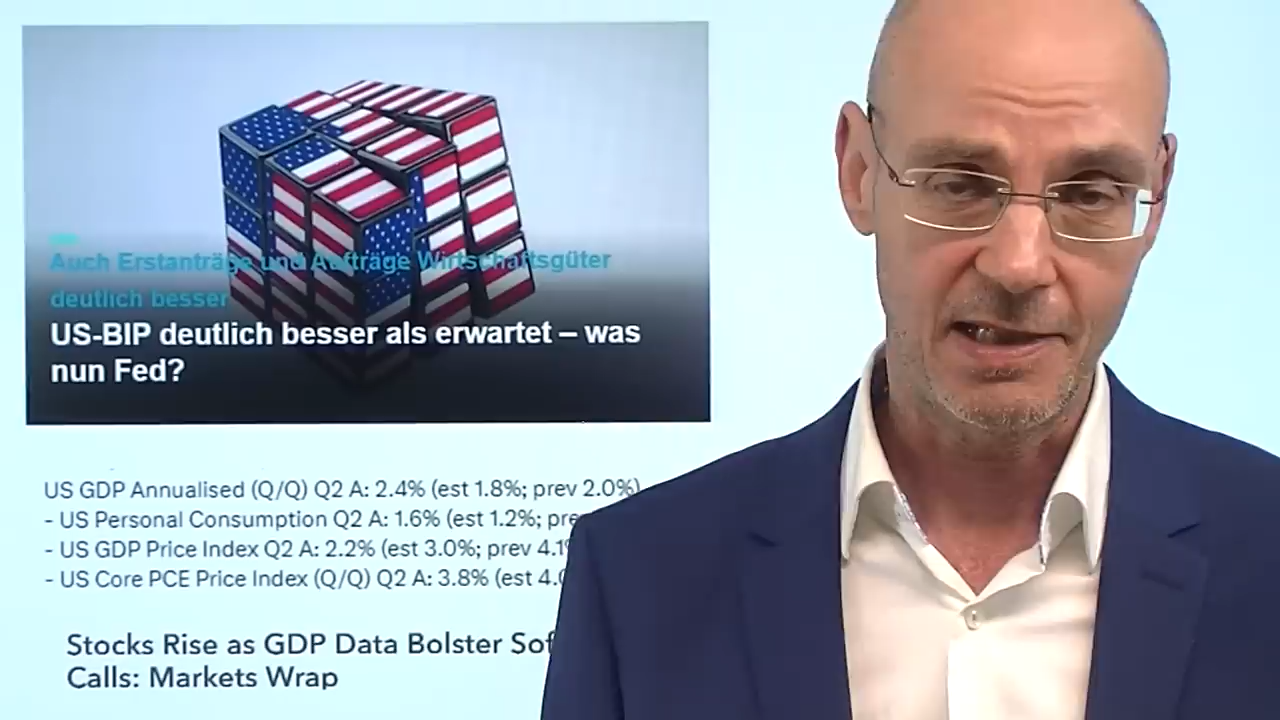 Auch Erstanträge und Aufträge Wirtschaftsgüter
deutlich besser
US-BIP deutlich besser als erwartet – was
nun Fed?
US GDP Annualised (Q/Q) Q2 A: 2.4% (est 1.8%; prev 2.0%)
- US Personal Consumption Q2 A: 1.6% (est 1.2%;
- US GDP Price Index Q2 A: 2.2% (est 3.0%; prev
- US Core PCE Price Index (Q/Q) Q2 A: 3.8% (est
Stocks Rise as GDP Data Bolster
Calls: Markets Wrap